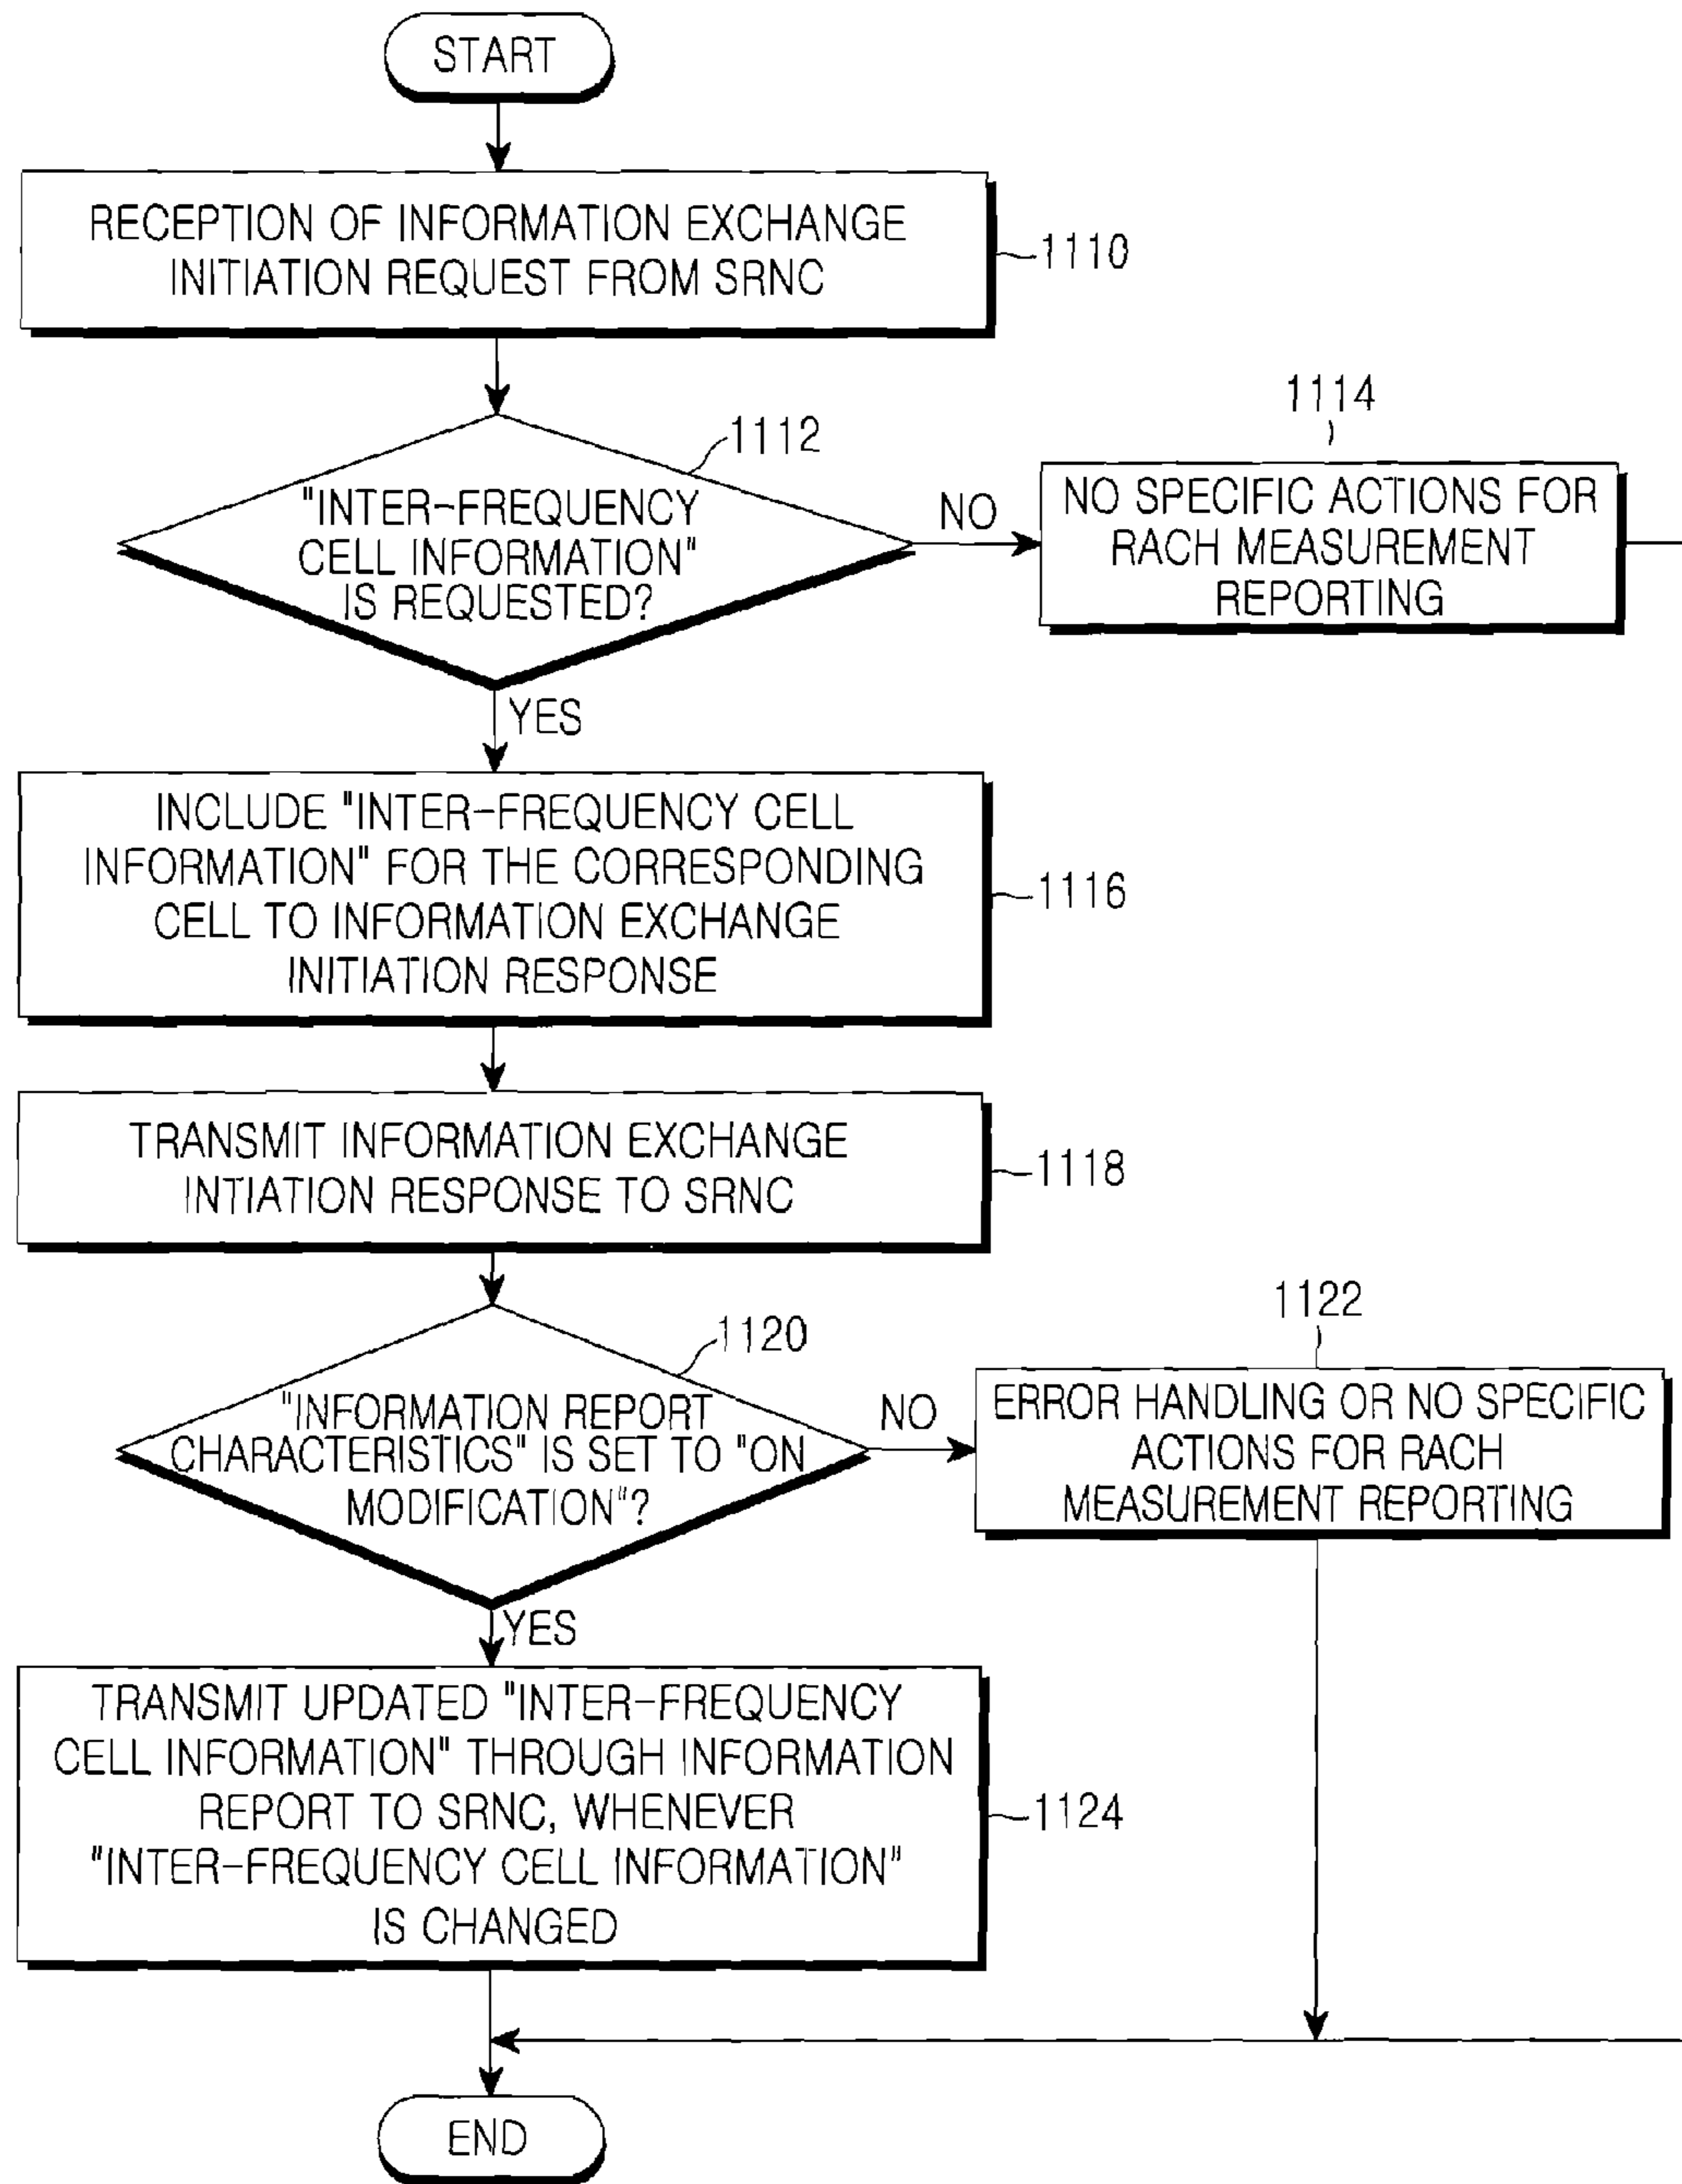 START
RECEPTION OF INFORMATION EXCHANGE
INITIATION REQUEST FROM SRNC
1110
1112
"INTER-FREQUENCY
CELL INFORMATION"
IS REQUESTED?
NO
1114
NO SPECIFIC ACTIONS FOR
RACH MEASUREMENT
REPORTING
YES
INCLUDE "INTER-FREQUENCY CELL
INFORMATION" FOR THE CORRESPONDING
CELL TO INFORMATION EXCHANGE
INITIATION RESPONSE
1116
TRANSMIT INFORMATION EXCHANGE
INTIATION RESPONSE TO SRNC
1118
1120
"INFORMATION REPORT
CHARACTERISTICS" IS SET TO "ON
MODIFICATION"?
NO
1122
ERROR HANDLING OR NO SPECIFIC
ACTIONS FOR RACH
MEASUREMENT REPORTING
YES
TRANSMIT UPDATED "INTER-FREQUENCY
CELL INFORMATION" THROUGH INFORMATION
REPORT TO SRNC, WHENEVER
"INTER-FREQUENCY CELL INFORMATION"
IS CHANGED
1124
END